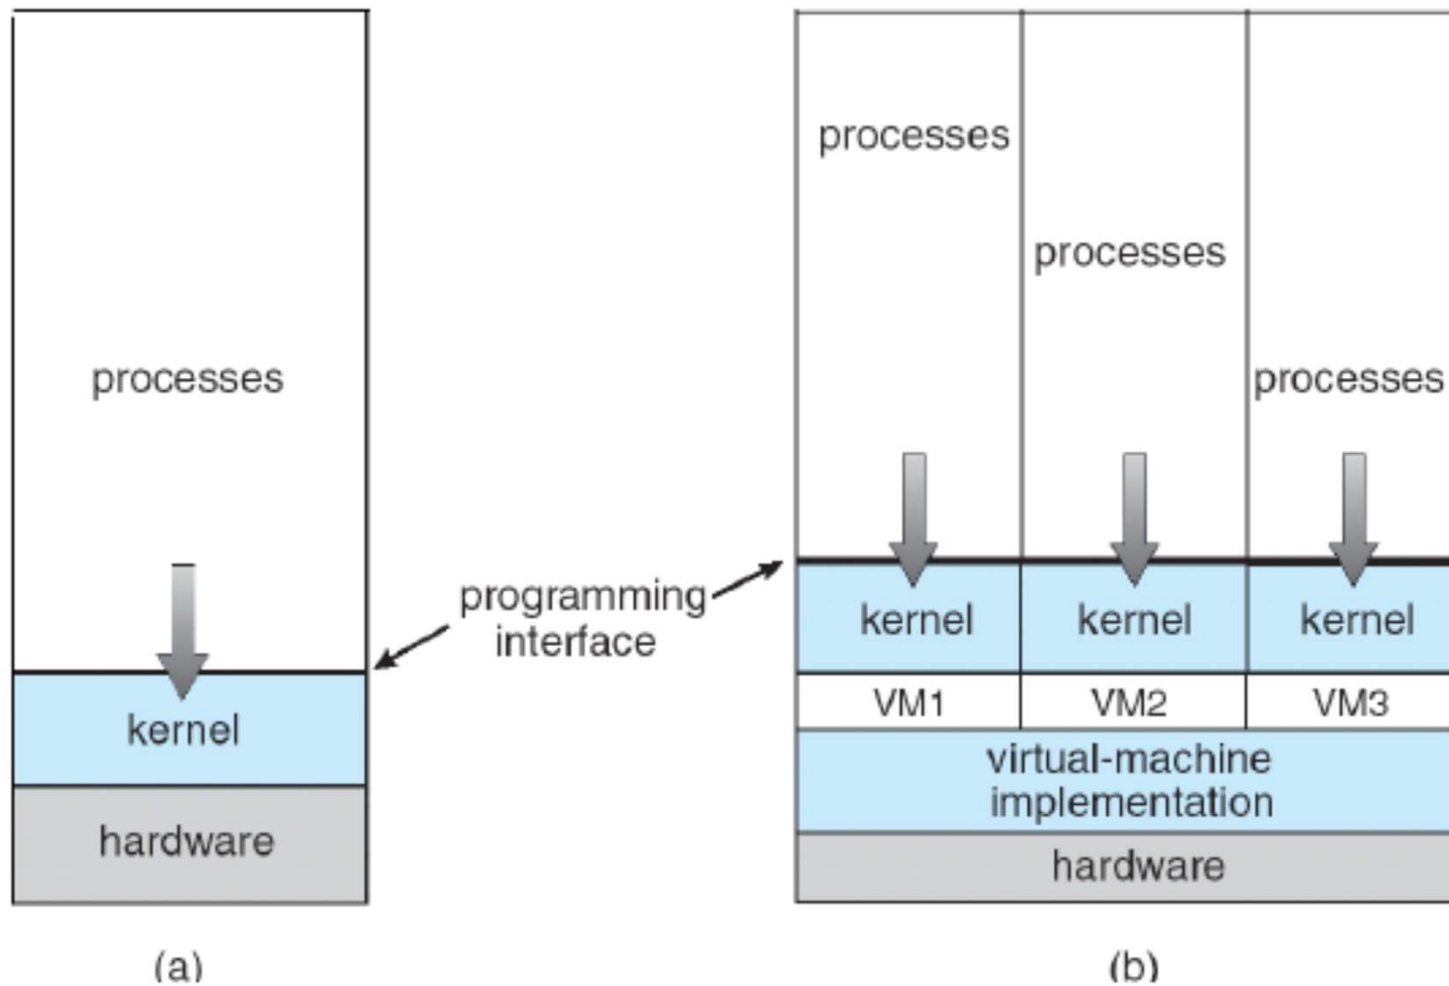 processes
kernel
hardware
(a)
programming
interface
processes
processes
processes
kernel
kernel
kernel
VM1
VM2
VM3
virtual-machine
implementation
hardware
(b)